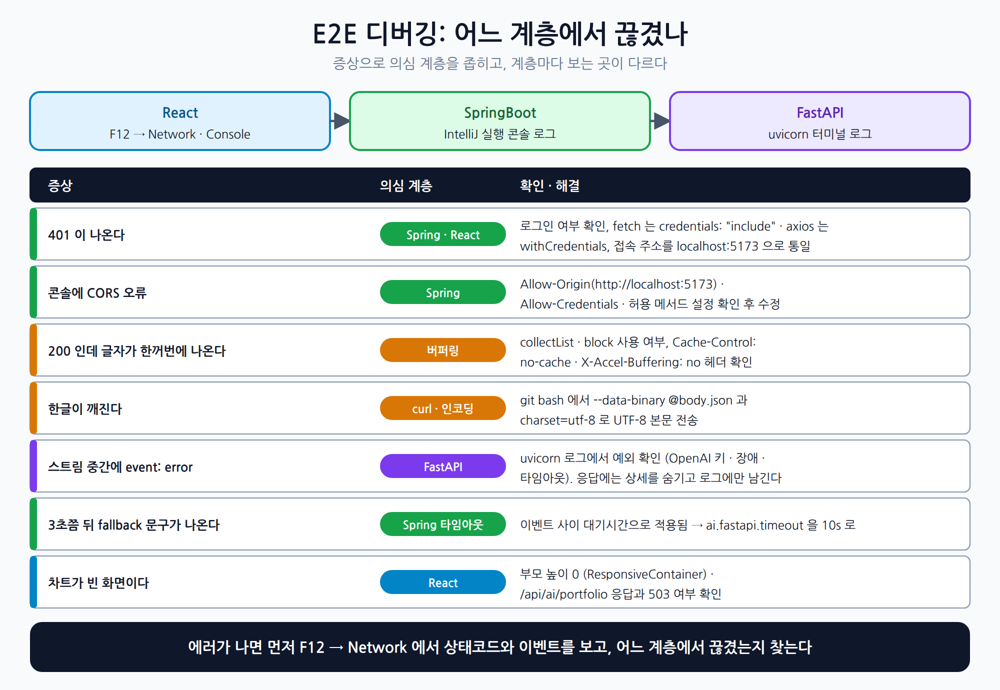 E2E 디버깅: 어느 계층에서 끊겼나
증상으로 의심 계층을 좁히고, 계층마다 보는 곳이 다르다
React
F12 → Network · Console
SpringBoot
IntelliJ 실행 콘솔 로그
FastAPI
uvicorn 터미널 로그
증상
의심 계층
확인 · 해결
401 이 나온다
Spring · React
로그인 여부 확인, fetch 는 credentials: "include" · axios 는
withCredentials, 접속 주소를 localhost:5173 으로 통일
콘솔에 CORS 오류
Spring
Allow-Origin(http://localhost:5173) ·
Allow-Credentials · 허용 메서드 설정 확인 후 수정
200 인데 글자가 한꺼번에 나온다
버퍼링
collectList · block 사용 여부, Cache-Control:
no-cache · X-Accel-Buffering: no 헤더 확인
한글이 깨진다
curl · 인코딩
git bash 에서 --data-binary @body.json 과
charset=utf-8 로 UTF-8 본문 전송
스트림 중간에 event: error
FastAPI
uvicorn 로그에서 예외 확인 (OpenAI 키 · 장애 ·
타임아웃). 응답에는 상세를 숨기고 로그에만 남긴다
3초쯤 뒤 fallback 문구가 나온다
Spring 타임아웃
이벤트 사이 대기시간으로 적용됨 → ai.fastapi.timeout 을 10s 로
차트가 빈 화면이다
React
부모 높이 0 (ResponsiveContainer) ·
/api/ai/portfolio 응답과 503 여부 확인
에러가 나면 먼저 F12 → Network 에서 상태코드와 이벤트를 보고, 어느 계층에서 끊겼는지 찾는다